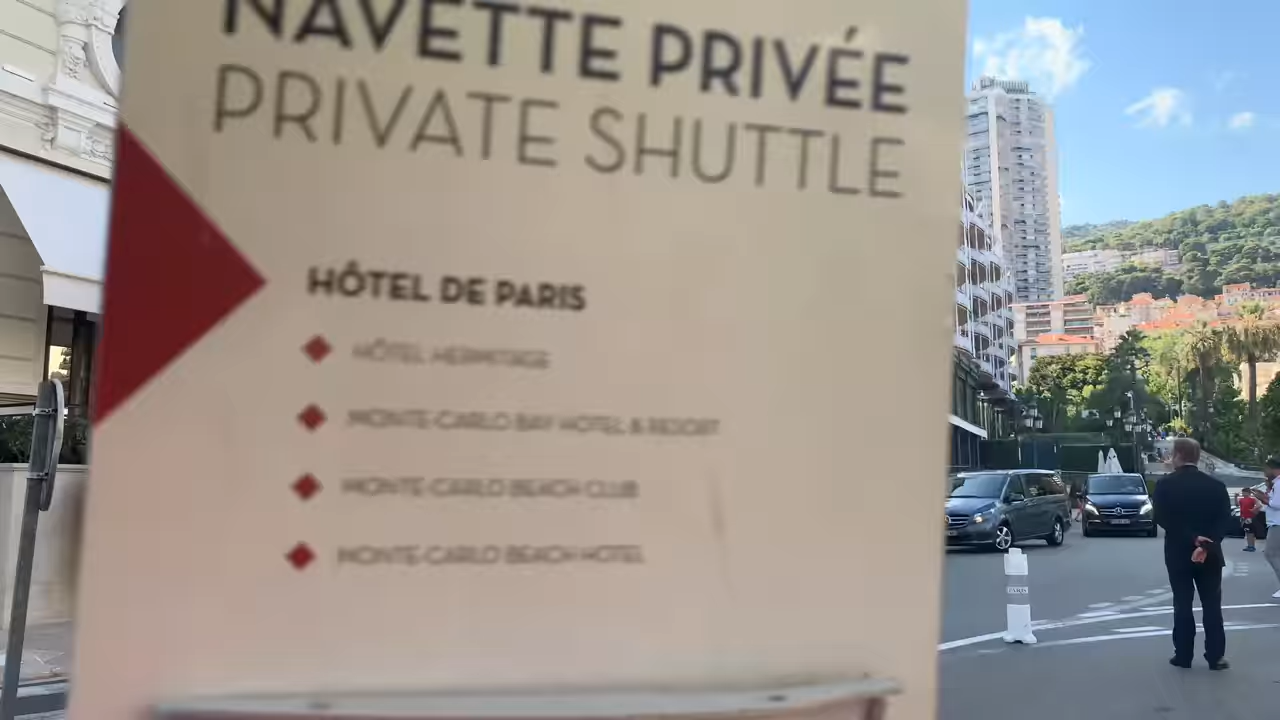 NAVETTE PRIVÉE
PRIVATE SHUTTLE
HÔTEL DE PARIS
HÔTEL HERMITAGE
MONTE-CARLO BAY HOTEL & RESORT
MONTE-CARLO BEACH CLUB
MONTE-CARLO BEACH HOTEL
PARIS